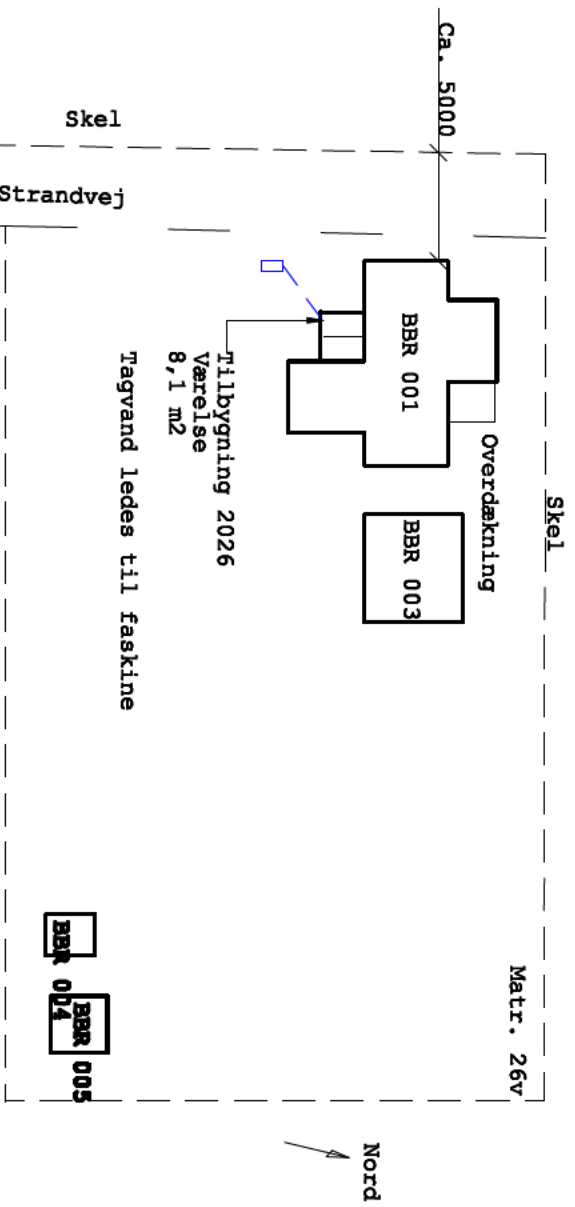 Ca. 5000
Skel
Strandvej
BBR 001
Overdækning
Skel
Tilbygning 2026
Værelse
8,1 m2
Tagvand ledes til faskine
BBR 003
BBR 004
BBR 005
Matr. 26v
Nord